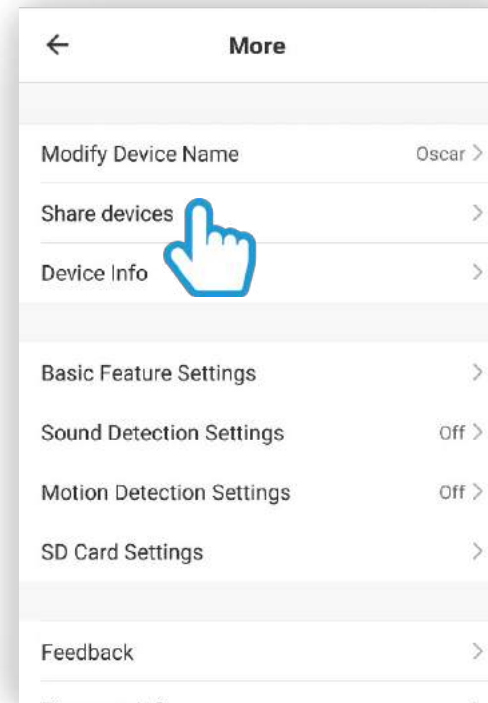 More
Modify Device Name Oscar
Share devices
Device Info
Basic Feature Settings
Sound Detection Settings Off
Motion Detection Settings Off
SD Card Settings
Feedback